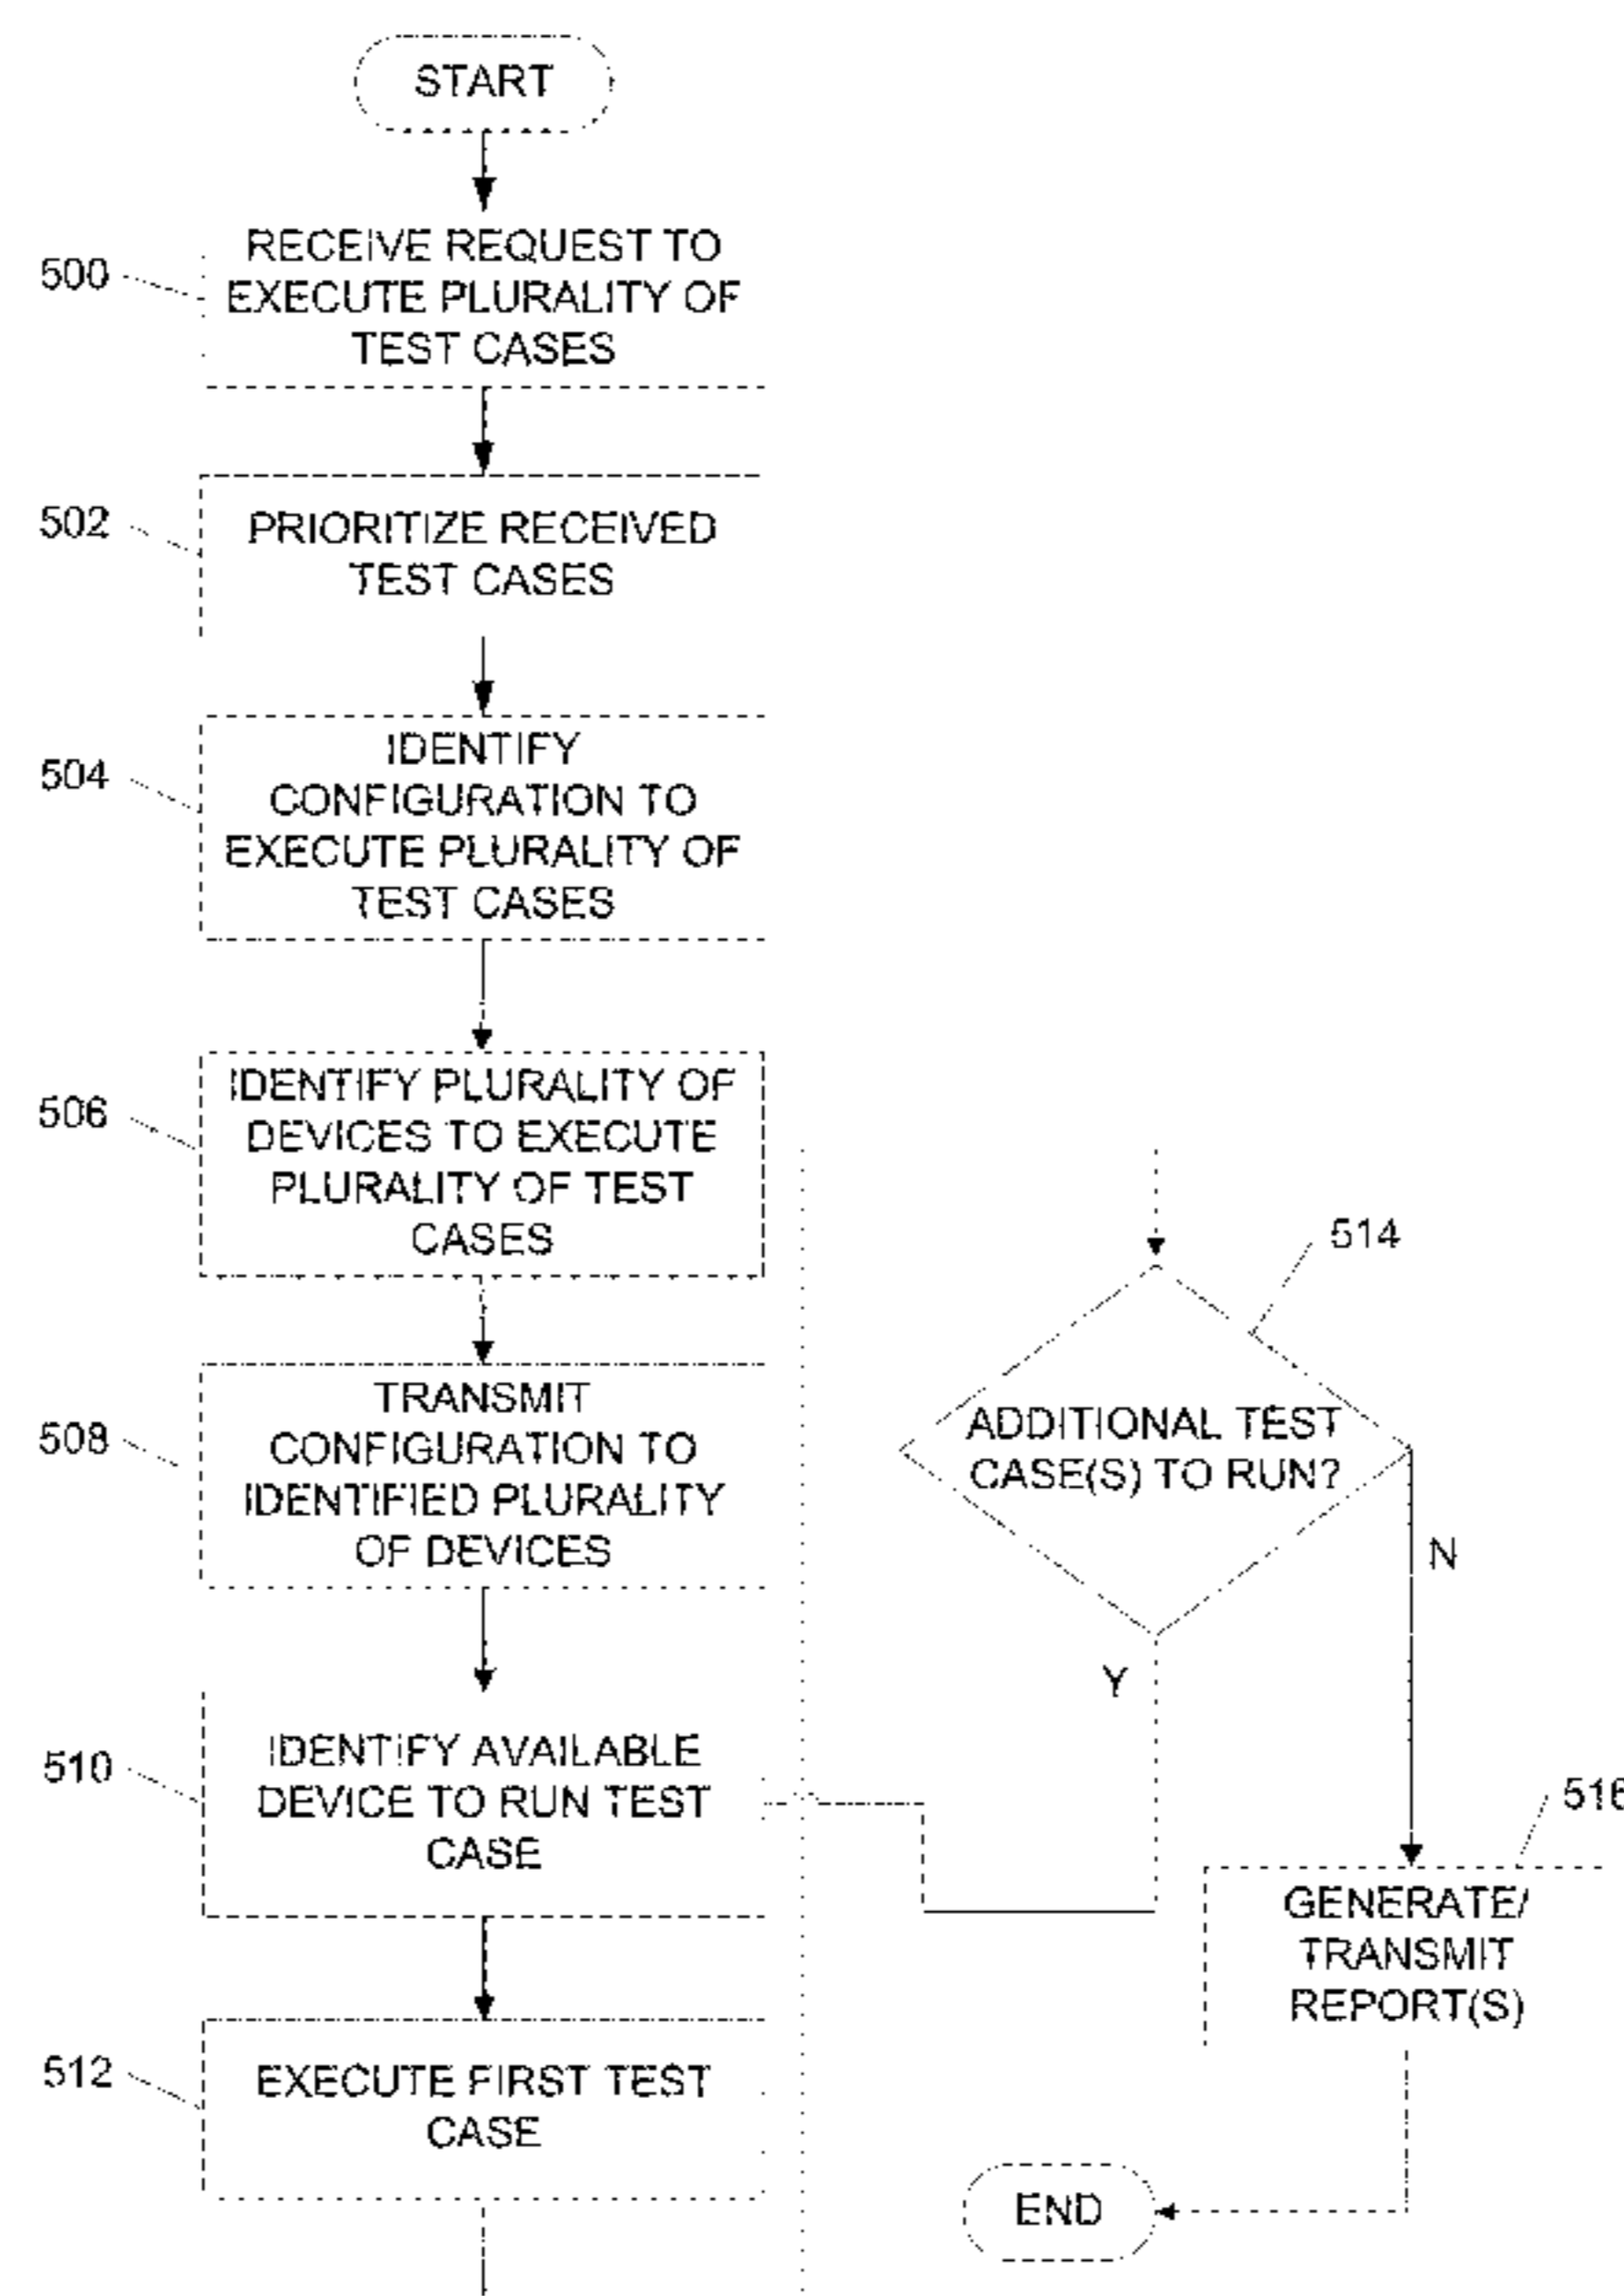 START
500
RECEIVE REQUEST TO
EXECUTE PLURALITY OF
TEST CASES
502
PRIORITIZE RECEIVED
TEST CASES
504
IDENTIFY
CONFIGURATION TO
EXECUTE PLURALITY OF
TEST CASES
506
IDENTIFY PLURALITY OF
DEVICES TO EXECUTE
PLURALITY OF TEST
CASES
508
TRANSMIT
CONFIGURATION TO
IDENTIFIED PLURALITY
OF DEVICES
510
IDENTIFY AVAILABLE
DEVICE TO RUN TEST
CASE
512
EXECUTE FIRST TEST
CASE
514
ADDITIONAL TEST
CASE(S) TO RUN?
N
Y
516
GENERATE/
TRANSMIT
REPORT(S)
END